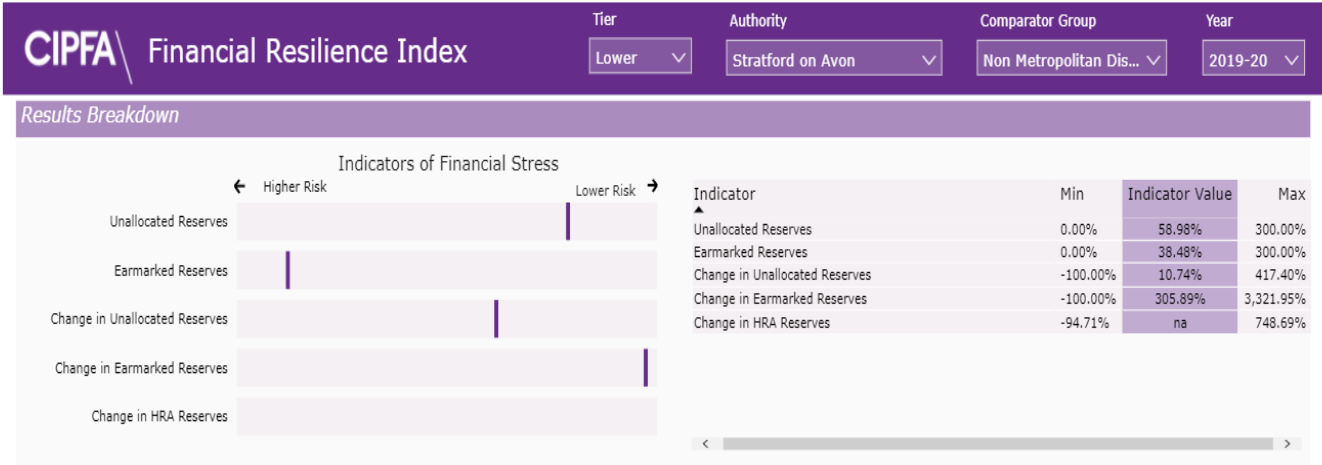 CIPFA\ Financial Resilience Index
Tier
Lower
Authority
Stratford on Avon
Comparator Group
Non Metropolitan Dis...
Year
2019-20
Results Breakdown
Indicators of Financial Stress
← Higher Risk Lower Risk →
Unallocated Reserves
Earmarked Reserves
Change in Unallocated Reserves
Change in Earmarked Reserves
Change in HRA Reserves
Indicator Min Indicator Value Max
Unallocated Reserves 0.00% 58.98% 300.00%
Earmarked Reserves 0.00% 38.48% 300.00%
Change in Unallocated Reserves -100.00% 10.74% 417.40%
Change in Earmarked Reserves -100.00% 305.89% 3,321.95%
Change in HRA Reserves -94.71% na 748.69%